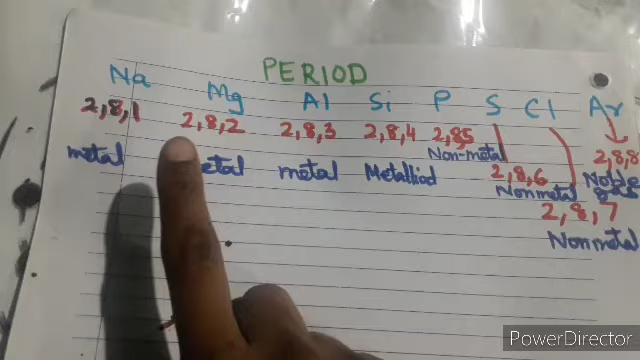 PERIOD
Na Mg Al Si P S Cl Ar
2,8,1 2,8,2 2,8,3 2,8,4 2,8,5 2,8,6 2,8,7 2,8,8
metal etal metal Metalliod Non-metal Nonmetal Nonmetal Noble gas
PowerDirector